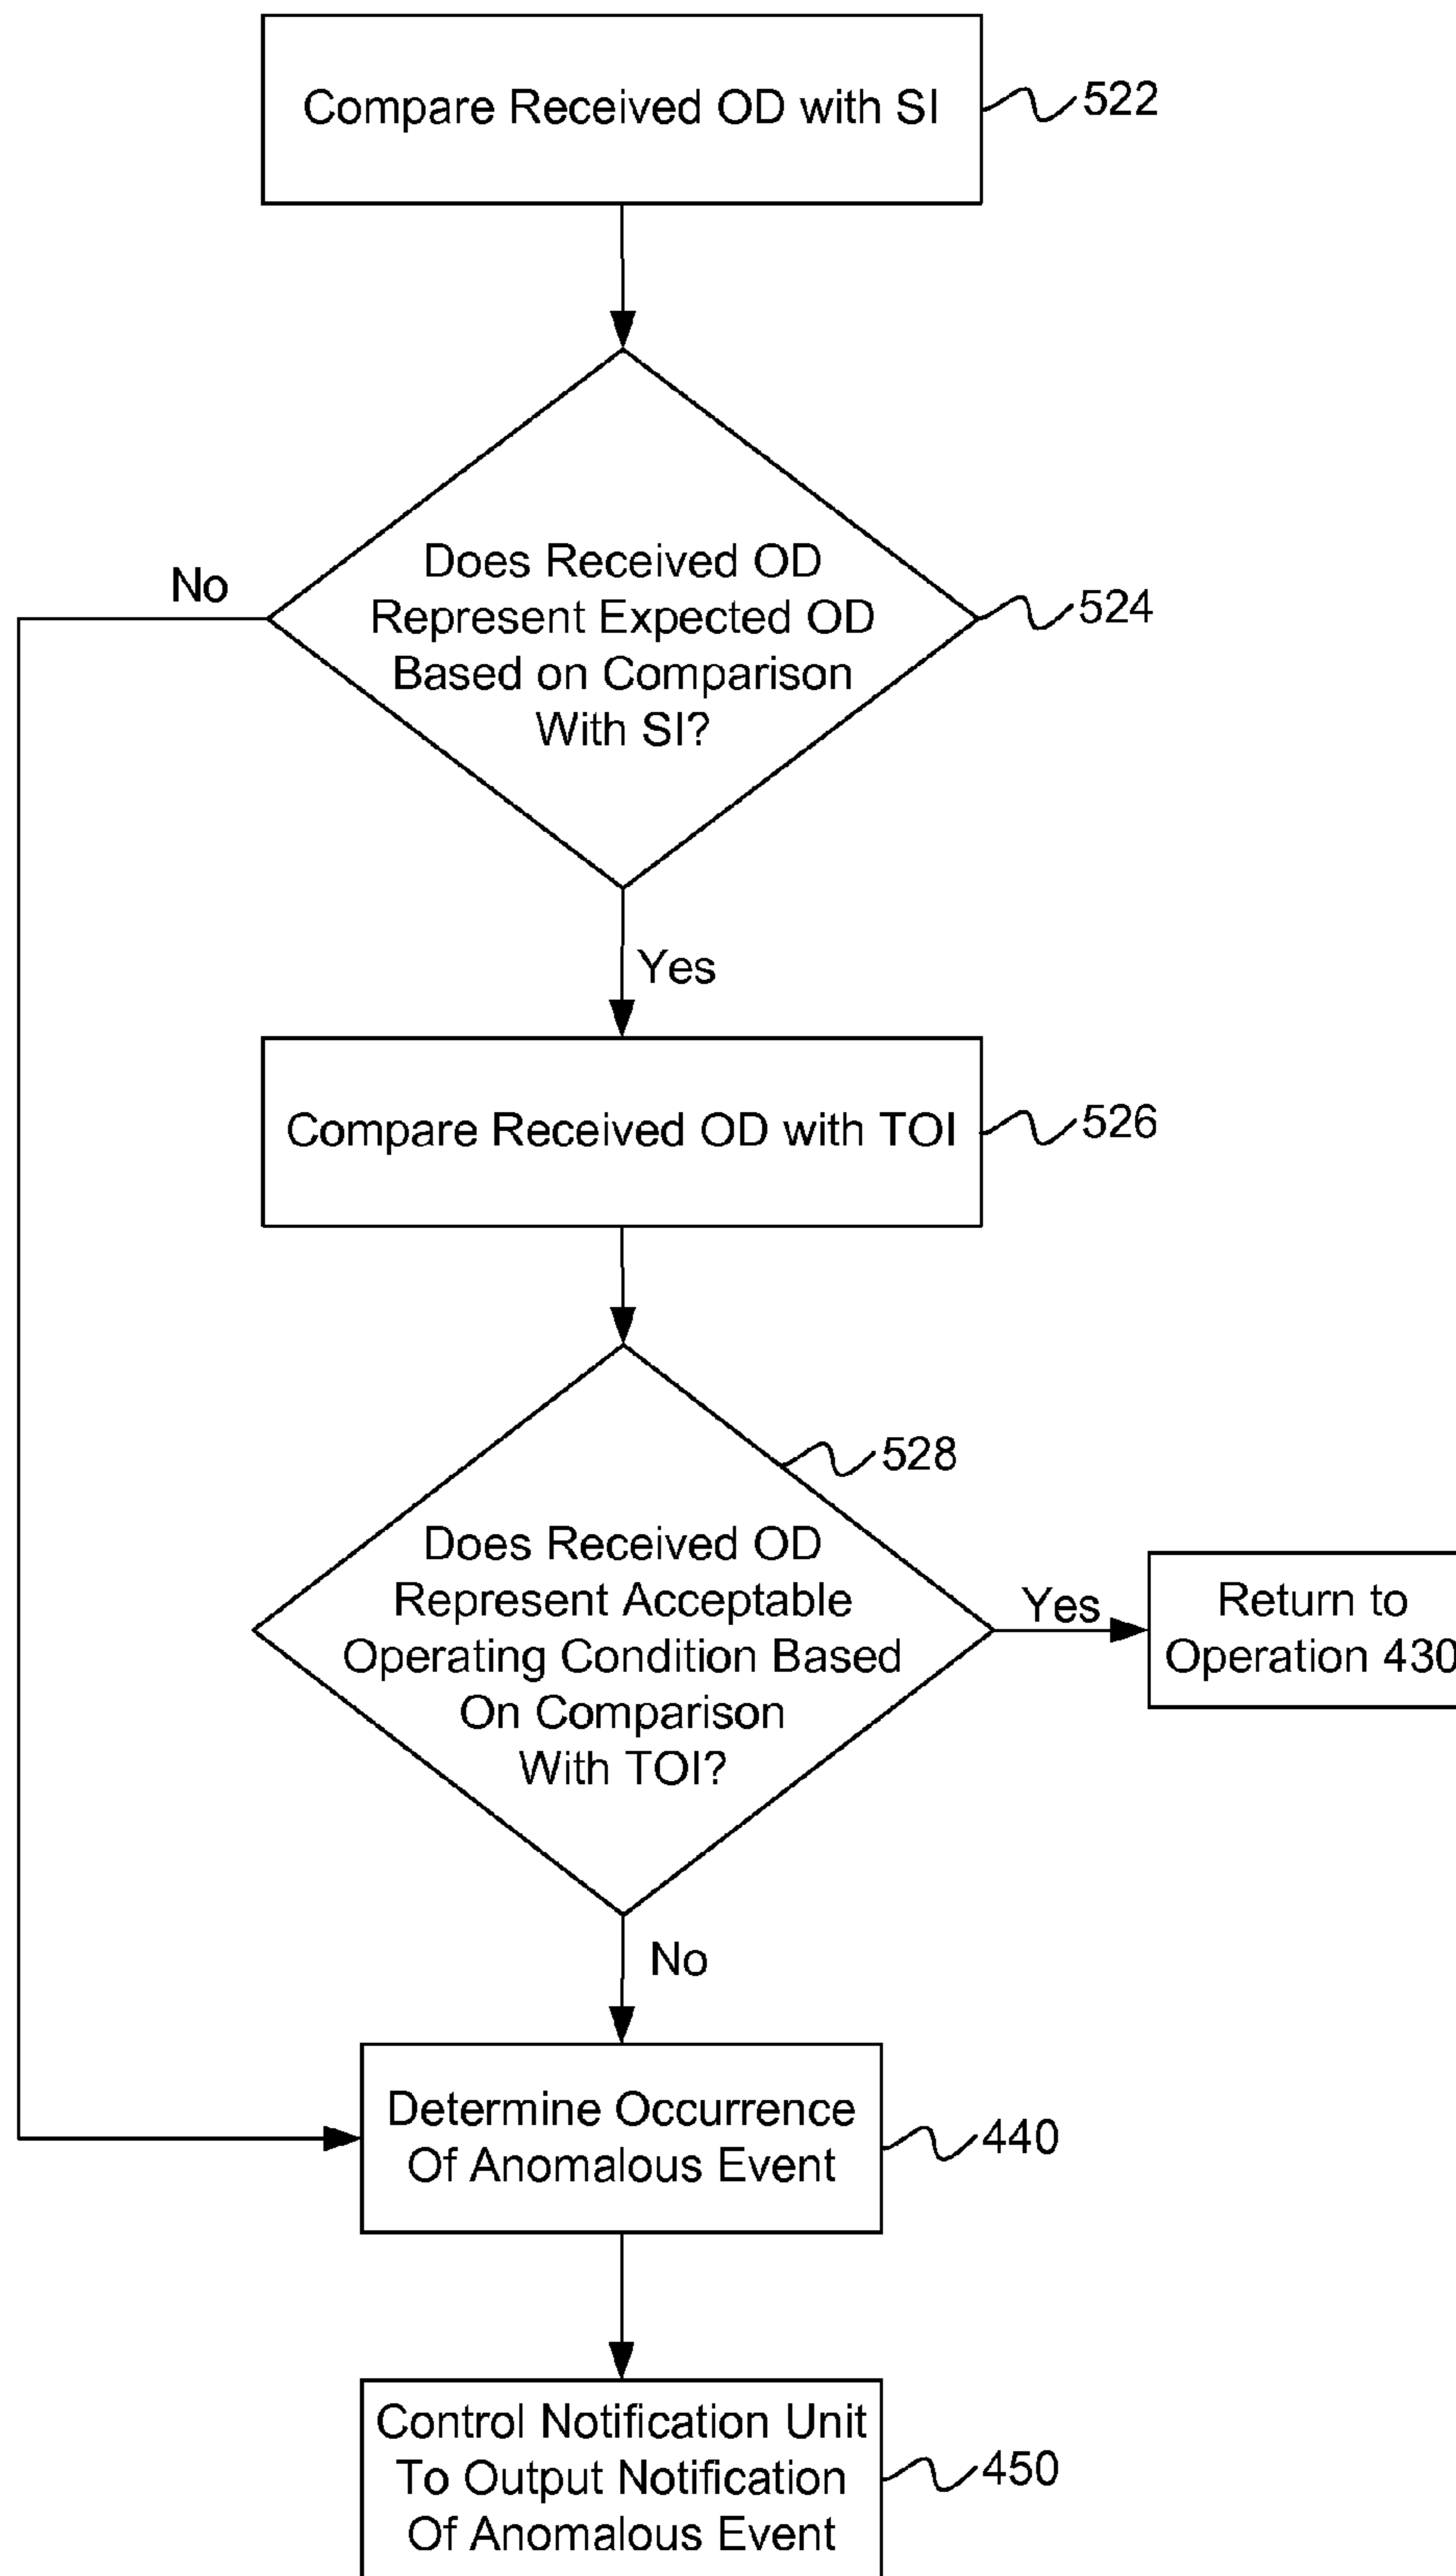 Compare Received OD with SI
522
No
Does Received OD
Represent Expected OD
Based on Comparison
With SI?
524
Yes
Compare Received OD with TOI
526
528
Does Received OD
Represent Acceptable
Operating Condition Based
On Comparison
With TOI?
Yes
Return to
Operation 430
No
Determine Occurrence
Of Anomalous Event
440
Control Notification Unit
To Output Notification
Of Anomalous Event
450